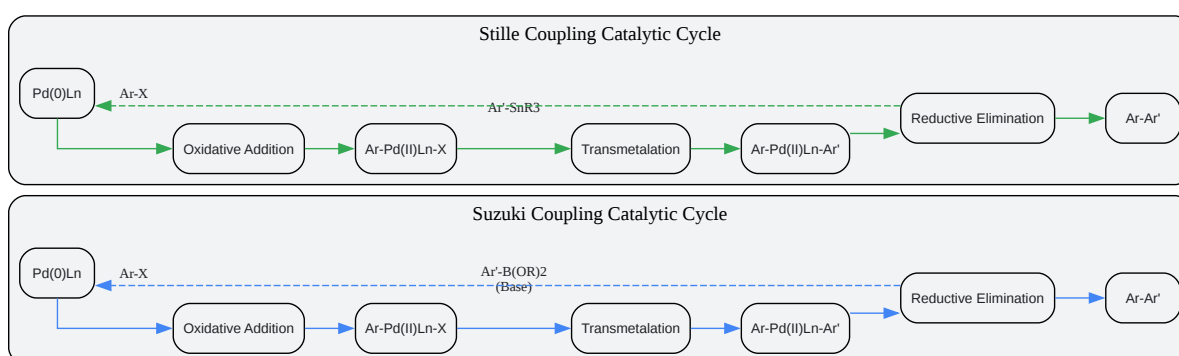 Stille Coupling Catalytic Cycle
Pd(0)Ln
Ar-X
Ar'-SnR3
Reductive Elimination
Ar-Ar'
Oxidative Addition
Ar-Pd(II)Ln-X
Transmetalation
Ar-Pd(II)Ln-Ar'
Suzuki Coupling Catalytic Cycle
Pd(0)Ln
Ar-X
Ar'-B(OR)2
(Base)
Reductive Elimination
Ar-Ar'
Oxidative Addition
Ar-Pd(II)Ln-X
Transmetalation
Ar-Pd(II)Ln-Ar'